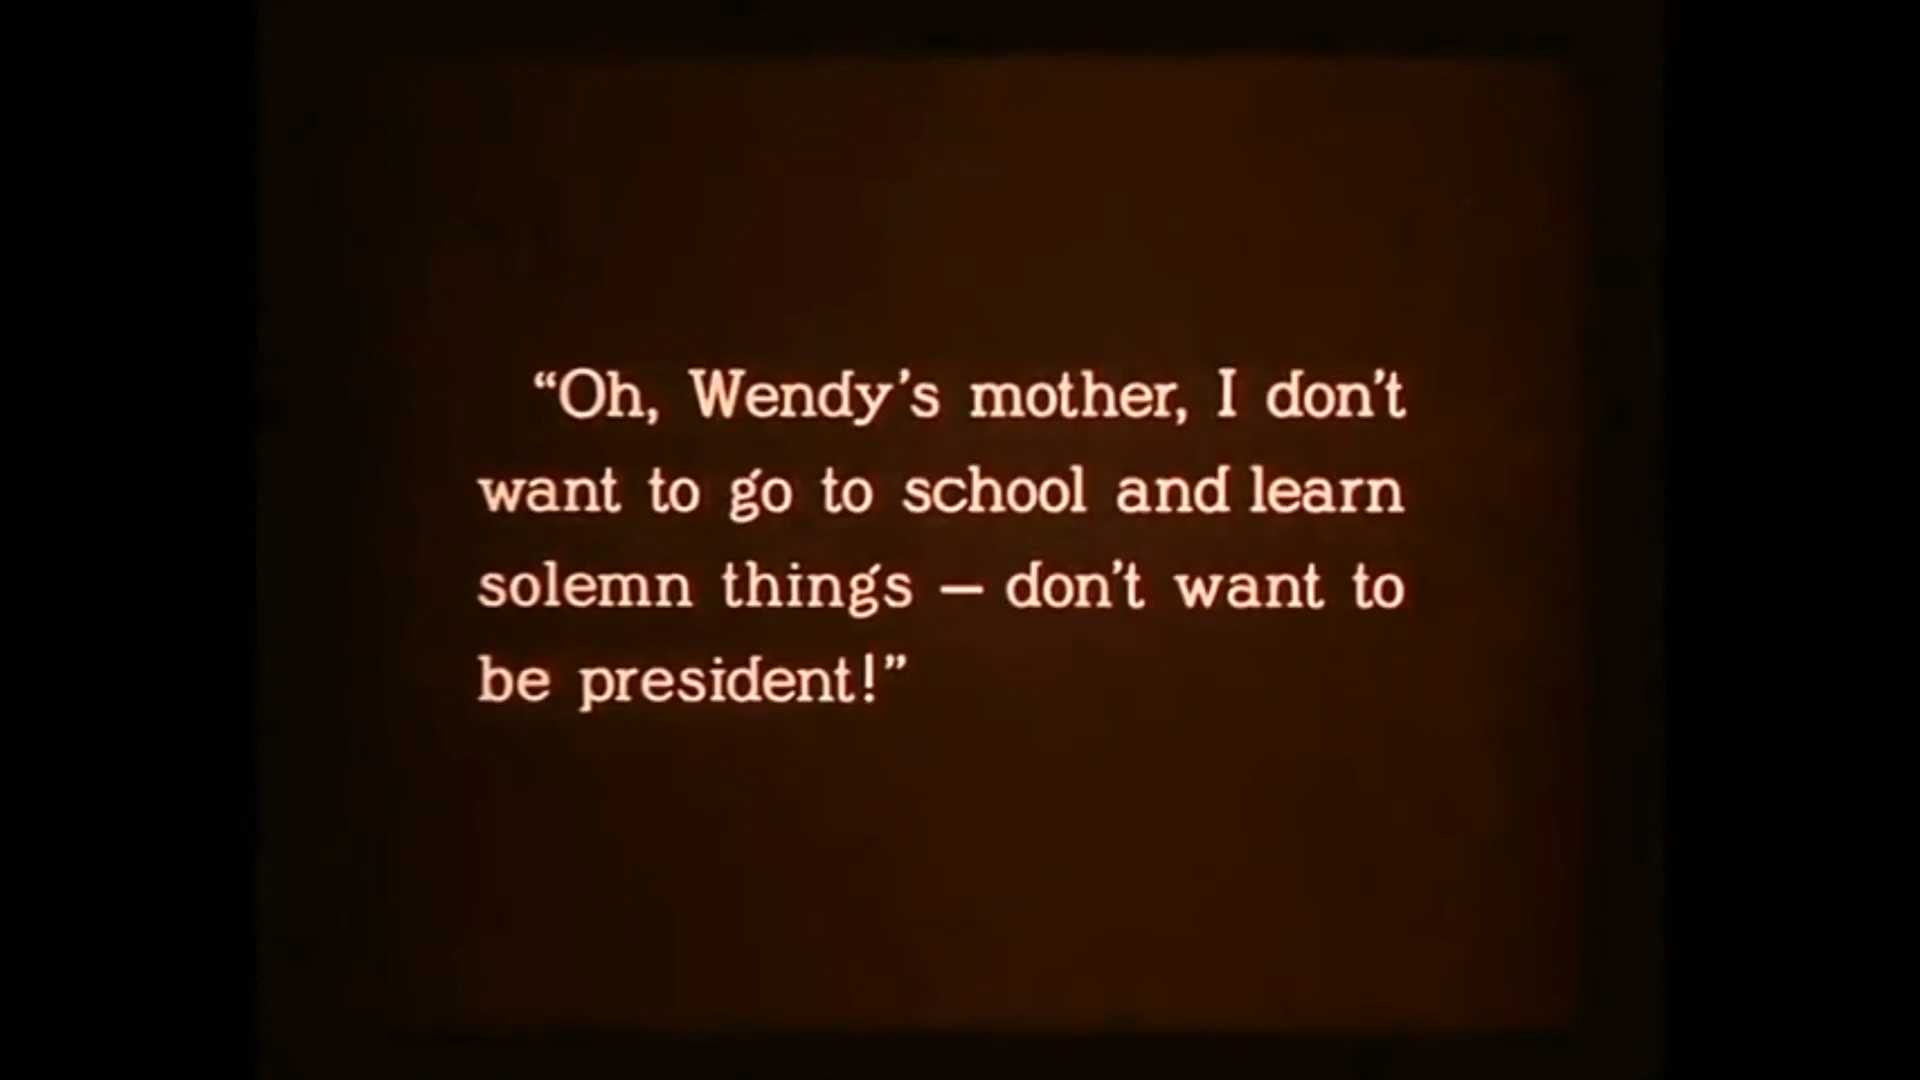 “Oh, Wendy’s mother, I don’t
want to go to school and learn
solemn things — don’t want to
be president!”